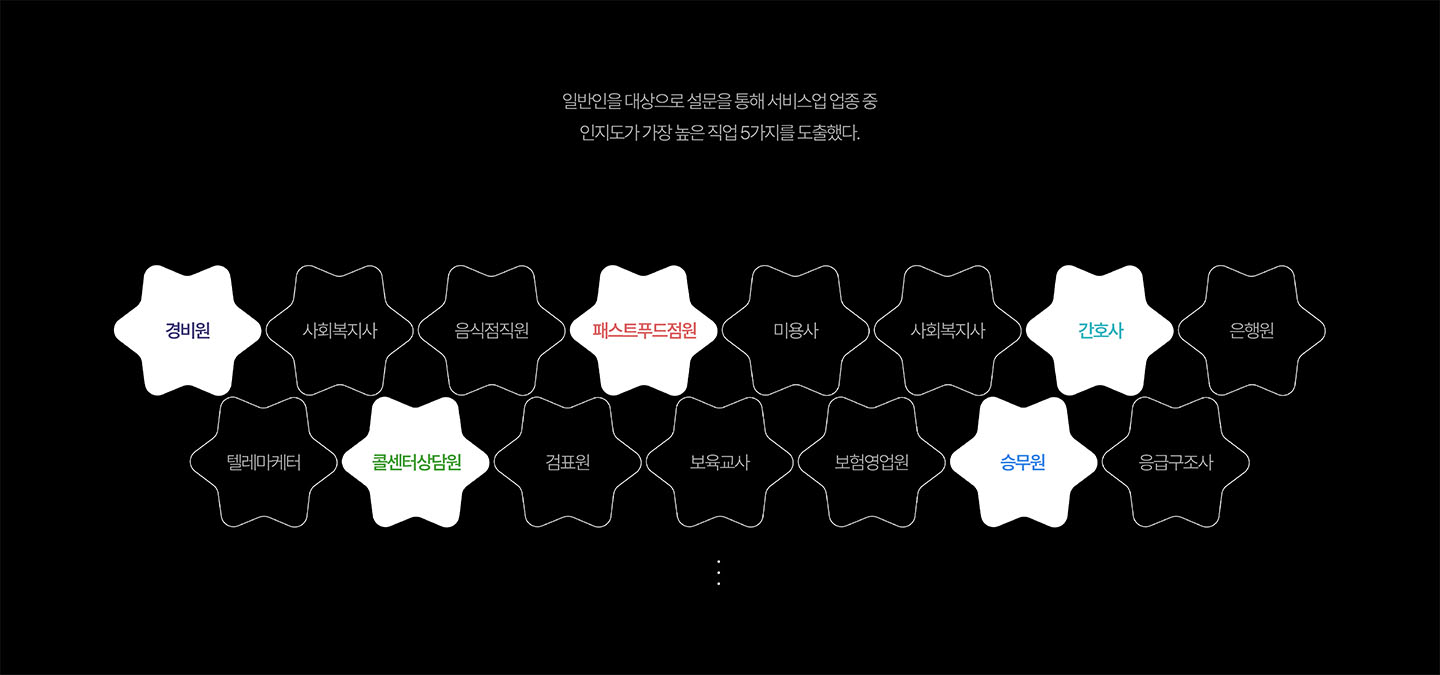 일반인을 대상으로 설문을 통해 서비스업 업종 중
인지도가 가장 높은 직업 5가지를 도출했다.
경비원
사회복지사
음식점직원
패스트푸드점원
미용사
사회복지사
간호사
은행원
텔레마케터
콜센터상담원
검표원
보육교사
보험영업원
승무원
응급구조사